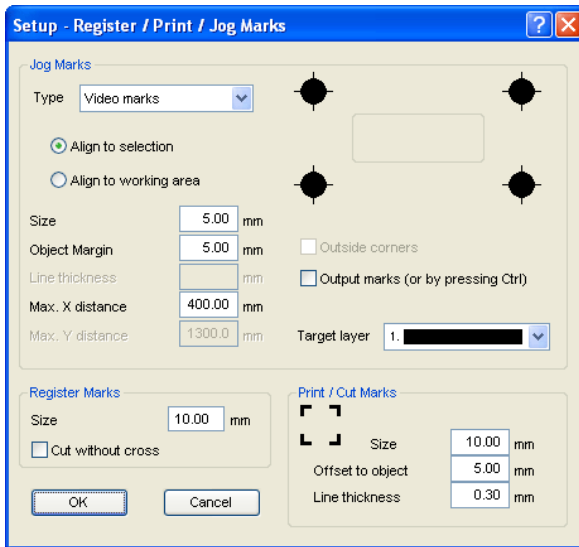 Setup - Register / Print / Jog Marks
Jog Marks
Type Video marks
Align to selection
Align to working area
Size 5.00 mm
Object Margin 5.00 mm
Outside corners
Line thickness mm
Output marks (or by pressing Ctrl)
Max. X distance 400.00 mm
Max. Y distance 1300.0 mm
Target layer 1.
Register Marks
Size 10.00 mm
Cut without cross
Print / Cut Marks
Size 10.00 mm
Offset to object 5.00 mm
Line thickness 0.30 mm
OK Cancel